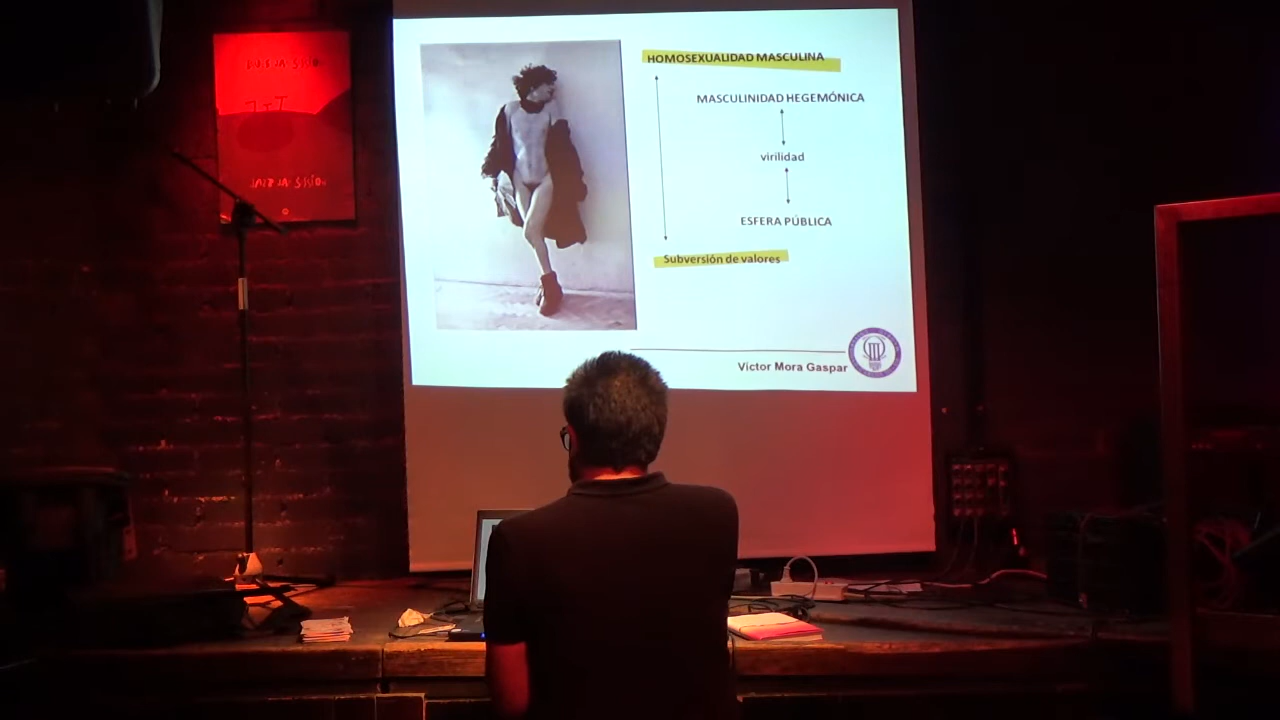 HOMOSEXUALIDAD MASCULINA
MASCULINIDAD HEGEMÓNICA
virilidad
ESFERA PÚBLICA
Subversión de valores
Víctor Mora Gaspar